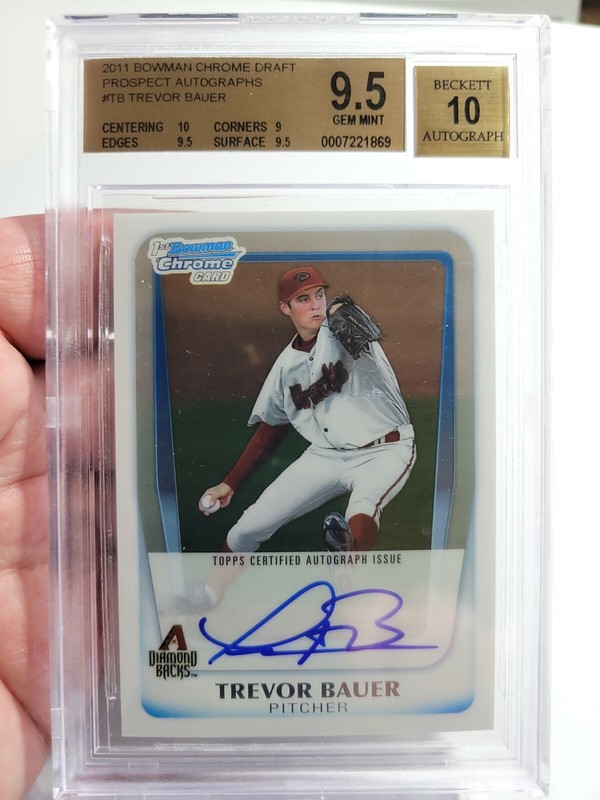 2011 BOWMAN CHROME DRAFT
PROSPECT AUTOGRAPHS
#TB TREVOR BAUER
CENTERING 10 CORNERS 9
EDGES 9.5 SURFACE 9.5
9.5
GEM MINT
0007221869
BECKETT
10
AUTOGRAPH
1st Bowman
Chrome
CARD
TOPPS CERTIFIED AUTOGRAPH ISSUE
A
DIAMOND
BACKS™
TREVOR BAUER
PITCHER